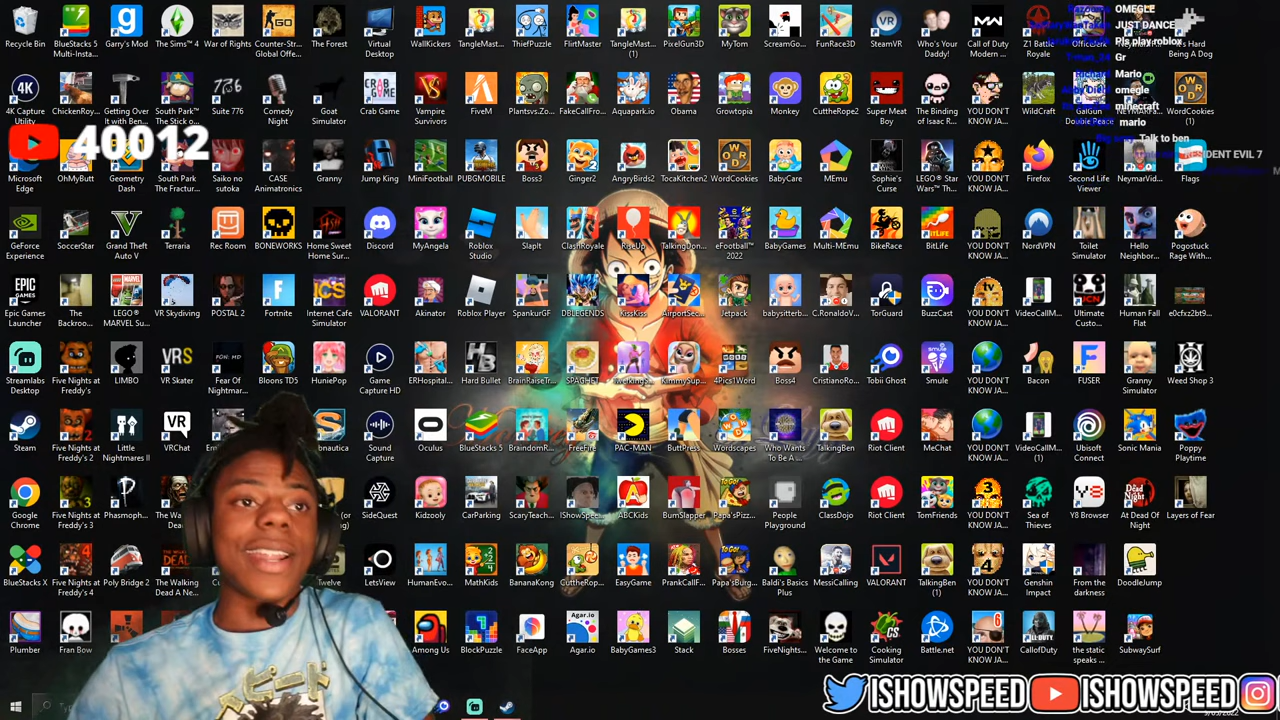 Recycle Bin
BlueStacks 5 Multi-Insta...
Garry's Mod
The Sims™ 4
War of Rights
Counter-Str... Global Offe...
The Forest
Virtual Desktop
WallKickers
TangleMast...
ThiefPuzzle
FlirtMaster
TangleMast... (1)
PixelGun3D
MyTom
ScreamGo...
FunRace3D
SteamVR
Who's Your Daddy!
Call of Duty Modern ...
Z1 Battle Royale
OMEGLE
JUST DANCE
Pls play roblox
Gr
Mario
omegle
minecraft
mario
Talk to ben
RESIDENT EVIL 7
4K Capture Utility
ChickenRoy...
Getting Over It with Ben...
South Park™ The Stick o...
Suite 776
Comedy Night
Goat Simulator
Crab Game
Vampire Survivors
FiveM
Plantsvs.Zo...
FakeCallFro...
Aquapark.io
Obama
Growtopia
Monkey
CuttheRope2
Super Meat Boy
The Binding of Isaac R...
YOU DON'T KNOW JA...
WildCraft
WordCookies (1)
40012
Microsoft Edge
OhMyButt
Geometry Dash
South Park The Fractur...
Saiko no sutoka
CASE Animatronics
Granny
Jump King
MiniFootball
PUBGMOBILE
Boss3
Ginger2
AngryBirds2
TocaKitchen2
WordCookies
BabyCare
MEmu
Sophie's Curse
LEGO® Star Wars™ Th...
YOU DON'T KNOW JA...
Firefox
Second Life Viewer
NeymarVid...
Flags
GeForce Experience
SoccerStar
Grand Theft Auto V
Terraria
Rec Room
BONEWORKS
Home Sweet Home Sur...
Discord
MyAngela
Roblox Studio
SlapIt
ClashRoyale
RiseUp
TalkingDon...
eFootball™ 2022
BabyGames
Multi-MEmu
BikeRace
BitLife
YOU DON'T KNOW JA...
NordVPN
Toilet Simulator
Hello Neighbor...
Pogostuck Rage With...
Epic Games Launcher
The Backroo...
LEGO® MARVEL Su...
VR Skydiving
POSTAL 2
Fortnite
Internet Cafe Simulator
VALORANT
Akinator
Roblox Player
SpankurGF
DBLEGENDS
KissKiss
AirportSec...
Jetpack
babysitterb...
C.RonaldoV...
TorGuard
BuzzCast
YOU DON'T KNOW JA...
VideoCallM...
Ultimate Custo...
Human Fall Flat
e0cfxz2bt9...
Streamlabs Desktop
Five Nights at Freddy's
LIMBO
VR Skater
Fear Of Nightmar...
Bloons TD5
HuniePop
Game Capture HD
ERHospital...
Hard Bullet
BrainRaiseTr...
SPAGHET
TwerkingS...
KimmySup...
4Pics1Word
Boss4
CristianoRo...
Tobii Ghost
Smule
YOU DON'T KNOW JA...
Bacon
FUSER
Granny Simulator
Weed Shop 3
Steam
Five Nights at Freddy's 2
Little Nightmares II
VRChat
Sound Capture
Oculus
BlueStacks 5
BraindomR...
FreeFire
PAC-MAN
ButtPress
Wordscapes
Who Wants To Be A ...
TalkingBen
Riot Client
MeChat
YOU DON'T KNOW JA...
VideoCallM... (1)
Ubisoft Connect
Sonic Mania
Poppy Playtime
Google Chrome
Five Nights at Freddy's 3
Phasmoph...
SideQuest
Kidzooly
CarParking
ScaryTeach...
IShowSpee...
ABCKids
BurnSlapper
Papa'sPizz...
People Playground
ClassDojo
Riot Client
TomFriends
YOU DON'T KNOW JA...
Sea of Thieves
Y8 Browser
At Dead Of Night
Layers of Fear
BlueStacks X
Five Nights at Freddy's 4
Poly Bridge 2
The Walking Dead A Ne...
Twelve
LetsView
HumanEvo...
MathKids
BananaKong
CuttheRop...
EasyGame
PrankCallF...
Papa'sBurg...
Baldi's Basics Plus
MessiCalling
VALORANT
TalkingBen (1)
YOU DON'T KNOW JA...
Genshin Impact
From the darkness
DoodleJump
Plumber
Fran Bow
Among Us
BlockPuzzle
FaceApp
Agar.io
BabyGames3
Stack
Bosses
FiveNights...
Welcome to the Game
Cooking Simulator
Battle.net
YOU DON'T KNOW JA...
CallofDuty
the static speaks ...
SubwaySurf
ピード
ISHOWSPEED
ISHOWSPEED